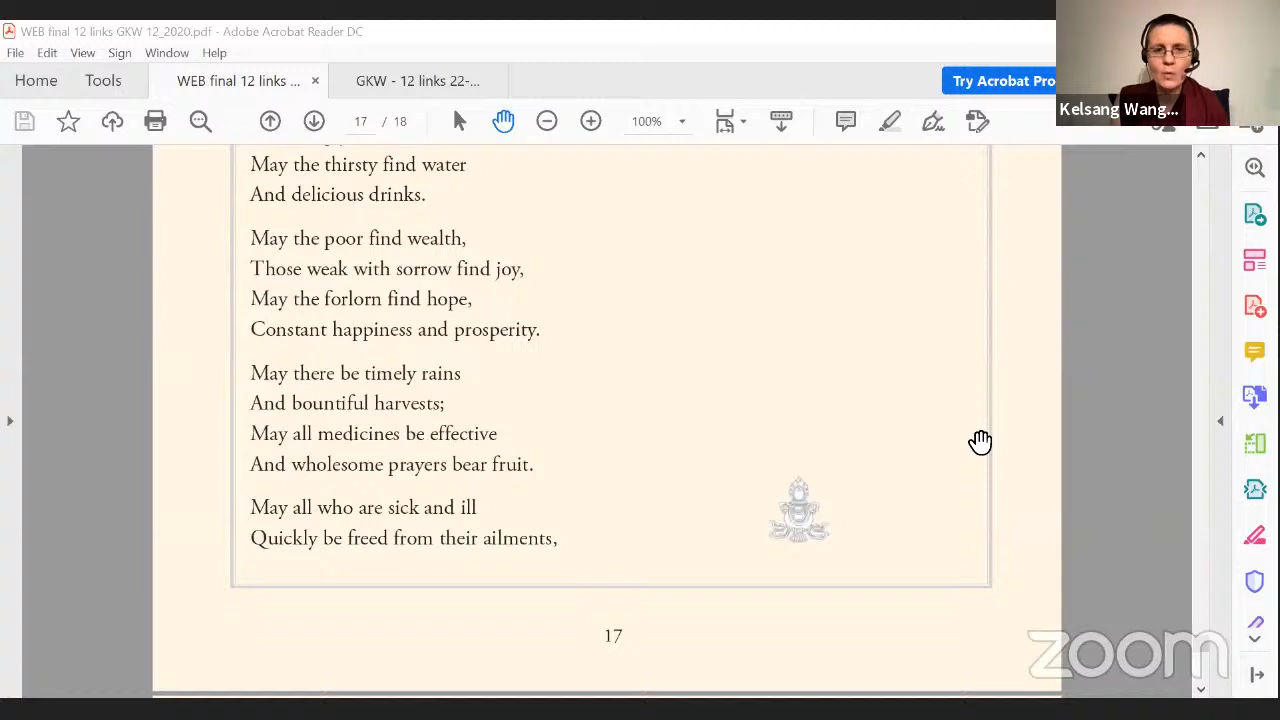 WEB final 12 links GKW 12_2020.pdf - Adobe Acrobat Reader DC
File Edit View Sign Window Help
Home Tools WEB final 12 links ... × GKW - 12 links 22-... Try Acrobat Pro
Kelsang Wang...
17 / 18 100%
May the thirsty find water
And delicious drinks.
May the poor find wealth,
Those weak with sorrow find joy,
May the forlorn find hope,
Constant happiness and prosperity.
May there be timely rains
And bountiful harvests;
May all medicines be effective
And wholesome prayers bear fruit.
May all who are sick and ill
Quickly be freed from their ailments,
17
zoom